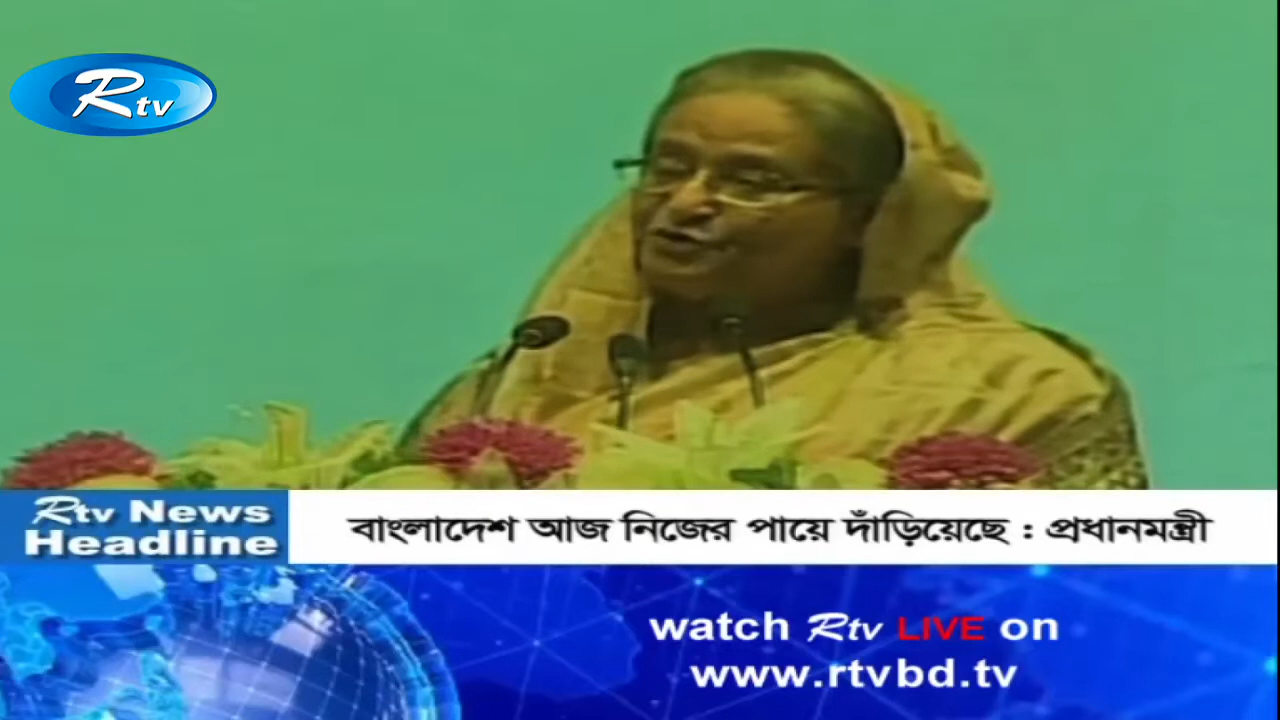 Rtv
Rtv News
Headline
বাংলাদেশ আজ নিজের পায়ে দাঁড়িয়েছে : প্রধানমন্ত্রী
watch Rtv LIVE on
www.rtvbd.tv